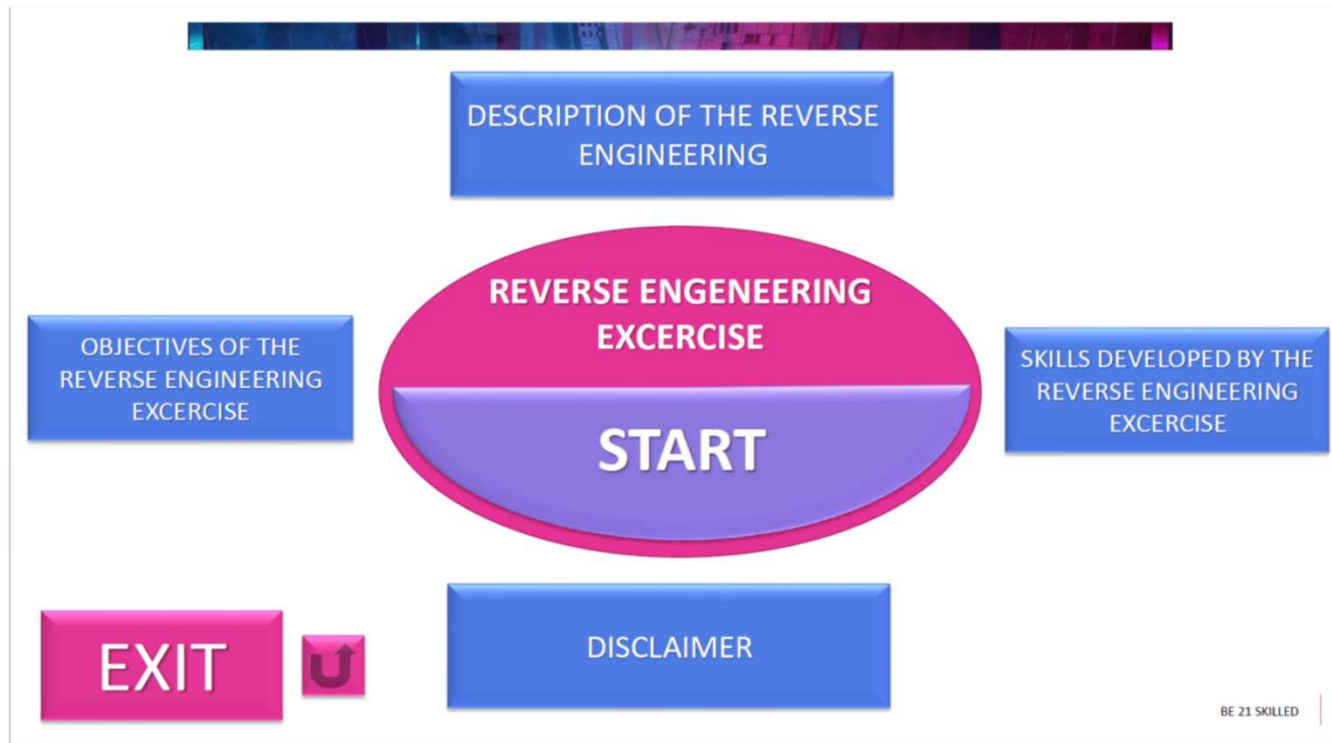 DESCRIPTION OF THE REVERSE
ENGINEERING
REVERSE ENGENEERING
EXCERCISE
START
OBJECTIVES OF THE
REVERSE ENGINEERING
EXCERCISE
SKILLS DEVELOPED BY THE
REVERSE ENGINEERING
EXCERCISE
DISCLAIMER
EXIT
BE 21 SKILLED